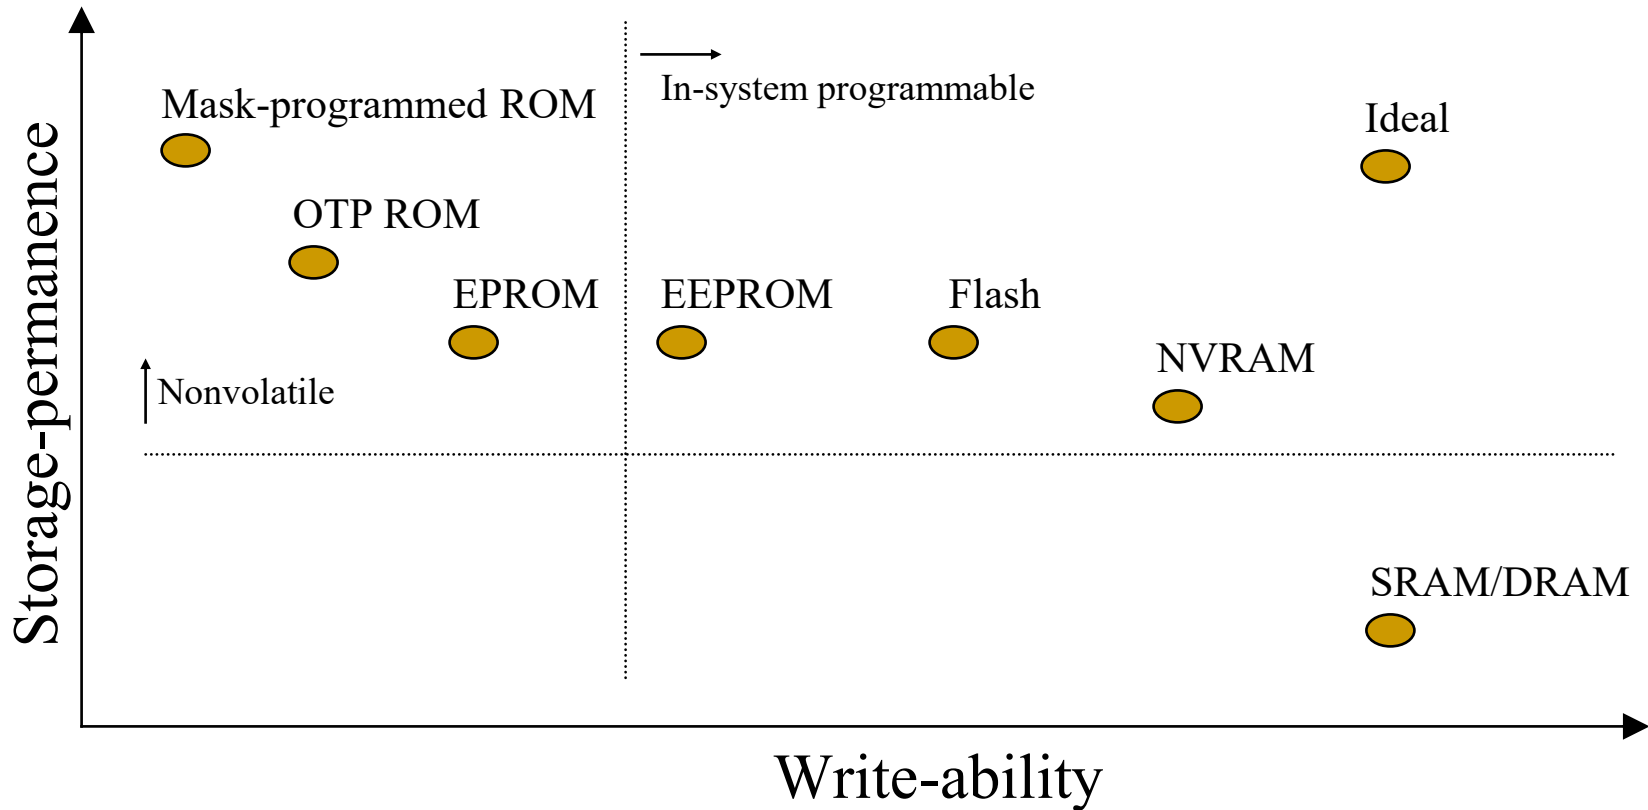 In-system programmable
Mask-programmed ROM
Ideal
OTP ROM
EPROM
EEPROM
Flash
NVRAM
Nonvolatile
SRAM/DRAM
Storage-permanence
Write-ability